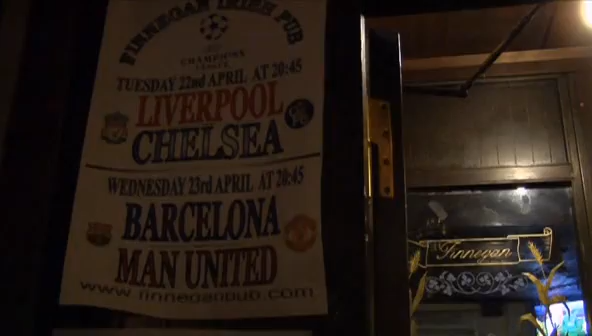 FINNEGAN IRISH PUB
CHAMPIONS
LEAGUE
TUESDAY 22nd APRIL AT 20:45
LIVERPOOL
CHELSEA
WEDNESDAY 23rd APRIL AT 20:45
BARCELONA
MAN UNITED
www.finneganpub.com
Finnegan